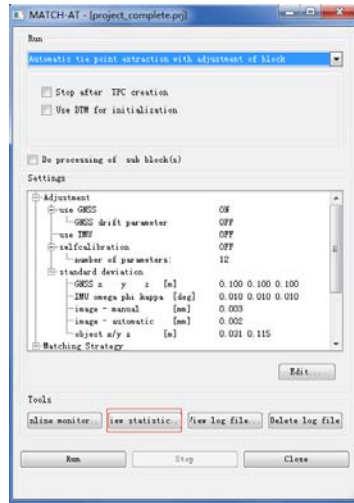 MATCH-AT - [project_complete.prj]
Run
Automatic tie point extraction with adjustment of block
Stop after TPC creation
Use DTM for initialization
Do processing of sub block(s)
Settings
Adjustment
use GNSS ON
GNSS drift parameter OFF
use IMU OFF
selfcalibration OFF
number of parameters: 12
standard deviation
GNSS x y z [m] 0.100 0.100 0.100
IMU omega phi kappa [deg] 0.010 0.010 0.010
image - manual [mm] 0.003
image - automatic [mm] 0.002
object x/y z [m] 0.031 0.115
Matching Strategy
Edit...
Tools
nline monitor.. iew statistic.. View log file.. Delete log file
Run Stop Close